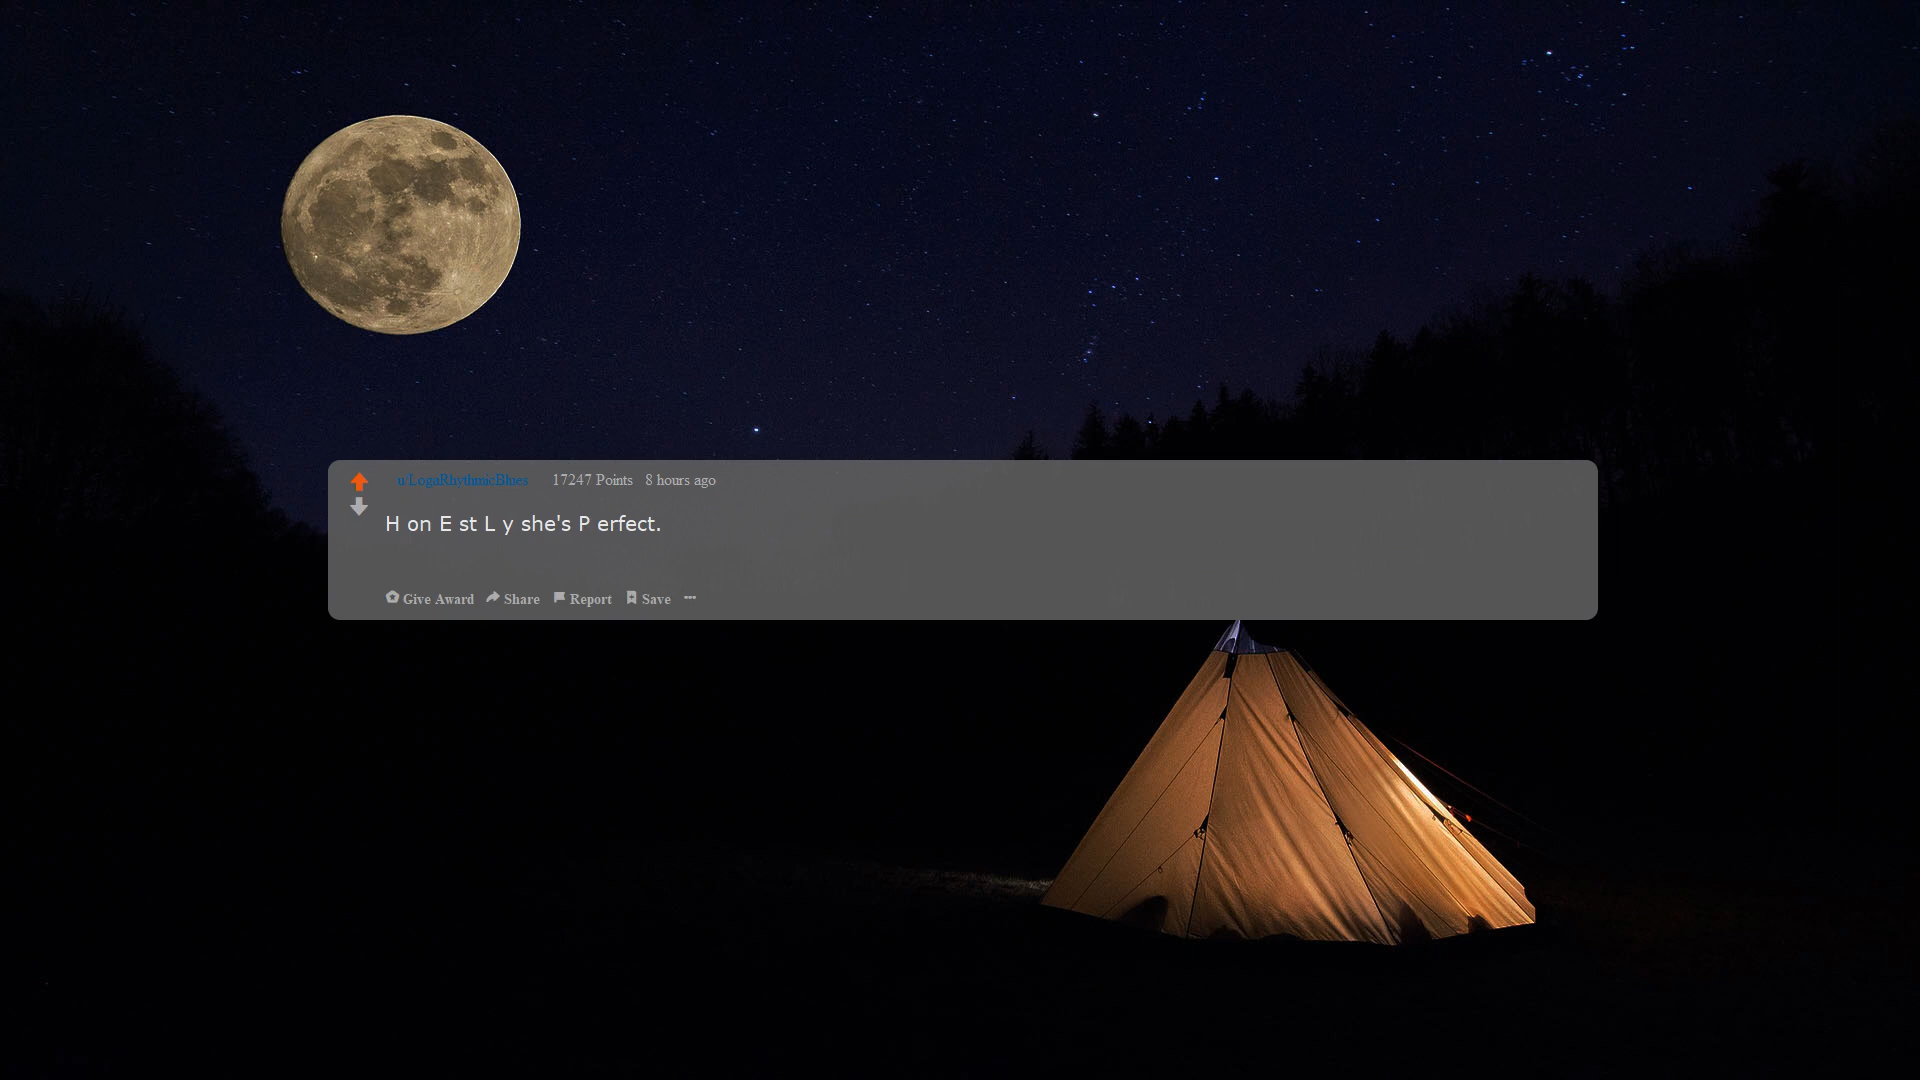 u/LogaRhythmicBlues 17247 Points 8 hours ago
H on E st L y she's P erfect.
Give Award Share Report Save